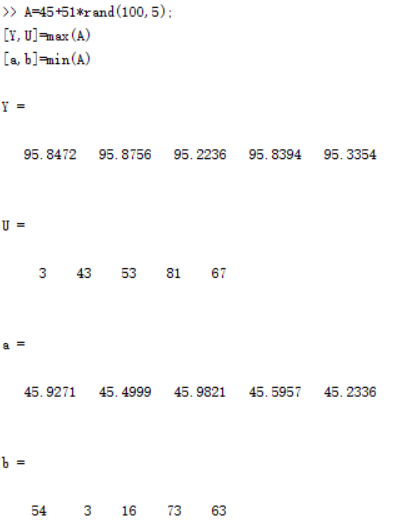 >> A=45+51*rand(100,5);
[Y,U]=max(A)
[a,b]=min(A)
Y =
95.8472 95.8756 95.2236 95.8394 95.3354
U =
3 43 53 81 67
a =
45.9271 45.4999 45.9821 45.5957 45.2336
b =
54 3 16 73 63